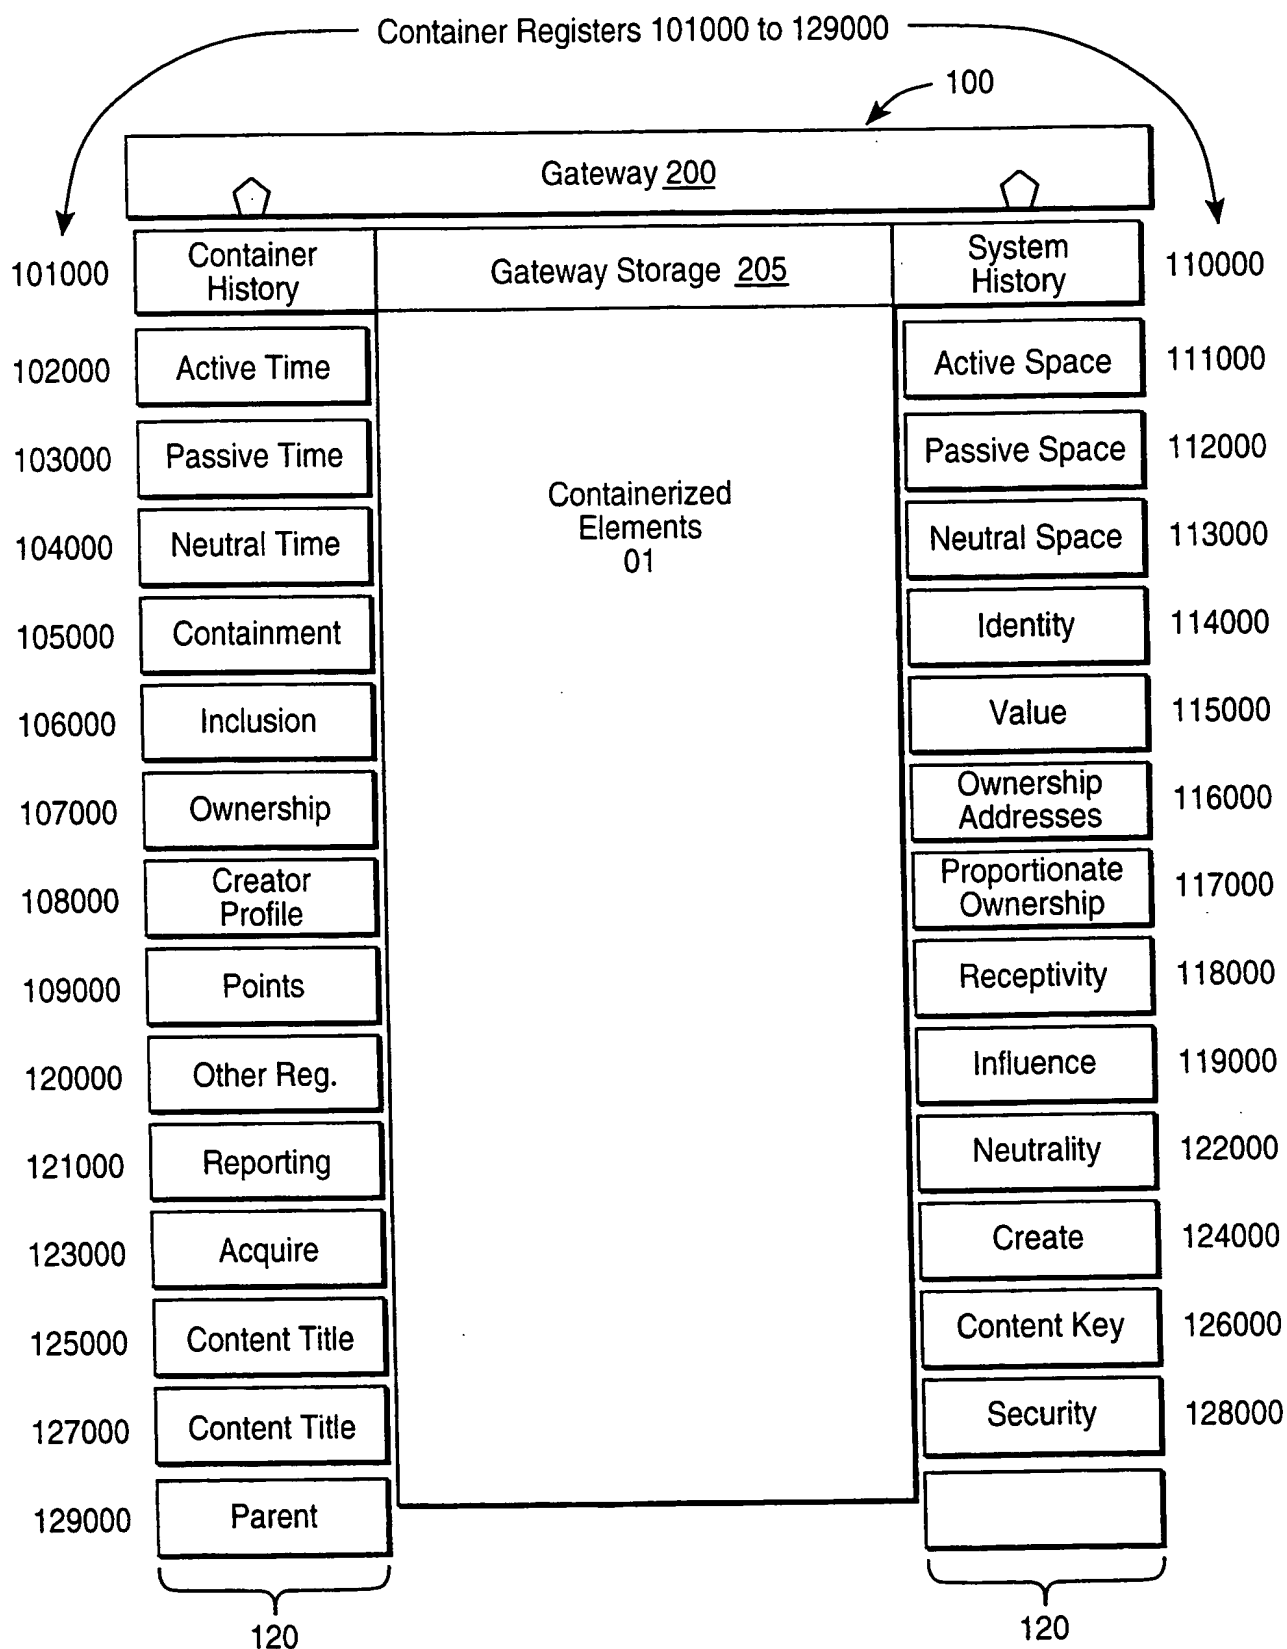 Container Registers 101000 to 129000
100
Gateway 200
101000
Container
History
Gateway Storage 205
System
History
110000
102000
Active Time
Active Space
111000
103000
Passive Time
Passive Space
112000
Containerized
Elements
01
104000
Neutral Time
Neutral Space
113000
105000
Containment
Identity
114000
106000
Inclusion
Value
115000
107000
Ownership
Ownership
Addresses
116000
108000
Creator
Profile
Proportionate
Ownership
117000
109000
Points
Receptivity
118000
120000
Other Reg.
Influence
119000
121000
Reporting
Neutrality
122000
123000
Acquire
Create
124000
125000
Content Title
Content Key
126000
127000
Content Title
Security
128000
129000
Parent
120
120